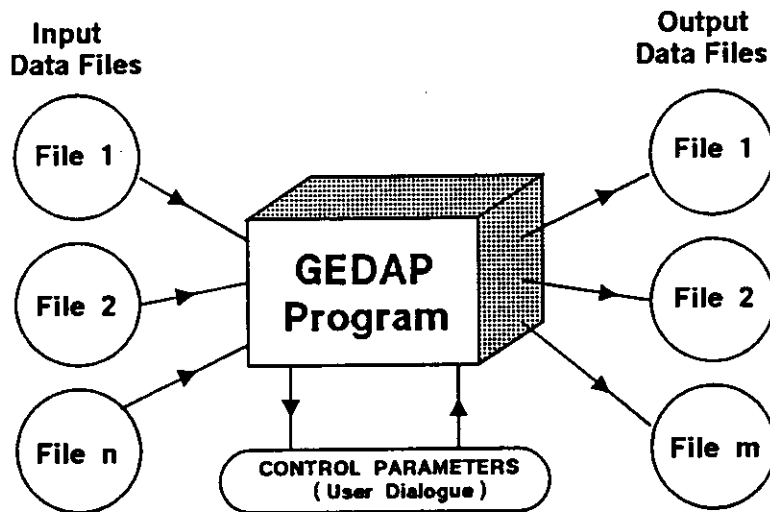 Input
Data Files
File 1
File 2
File n
GEDAP
Program
CONTROL PARAMETERS
( User Dialogue )
Output
Data Files
File 1
File 2
File m